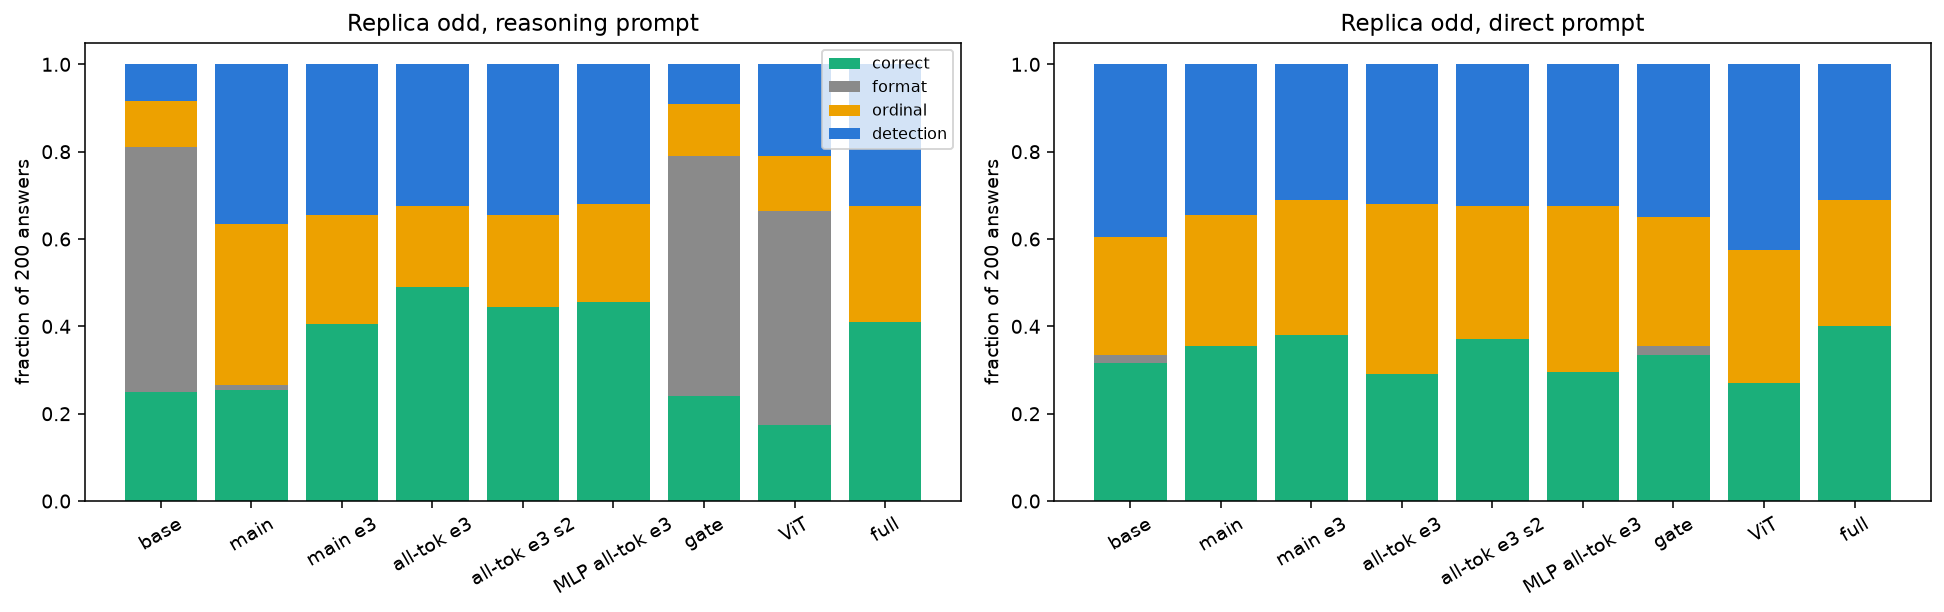 Replica odd, reasoning prompt
fraction of 200 answers
1.0
0.8
0.6
0.4
0.2
0.0
correct
format
ordinal
detection
base
main
main e3
all-tok e3
all-tok e3 s2
MLP all-tok e3
gate
ViT
full
Replica odd, direct prompt
fraction of 200 answers
1.0
0.8
0.6
0.4
0.2
0.0
base
main
main e3
all-tok e3
all-tok e3 s2
MLP all-tok e3
gate
ViT
full